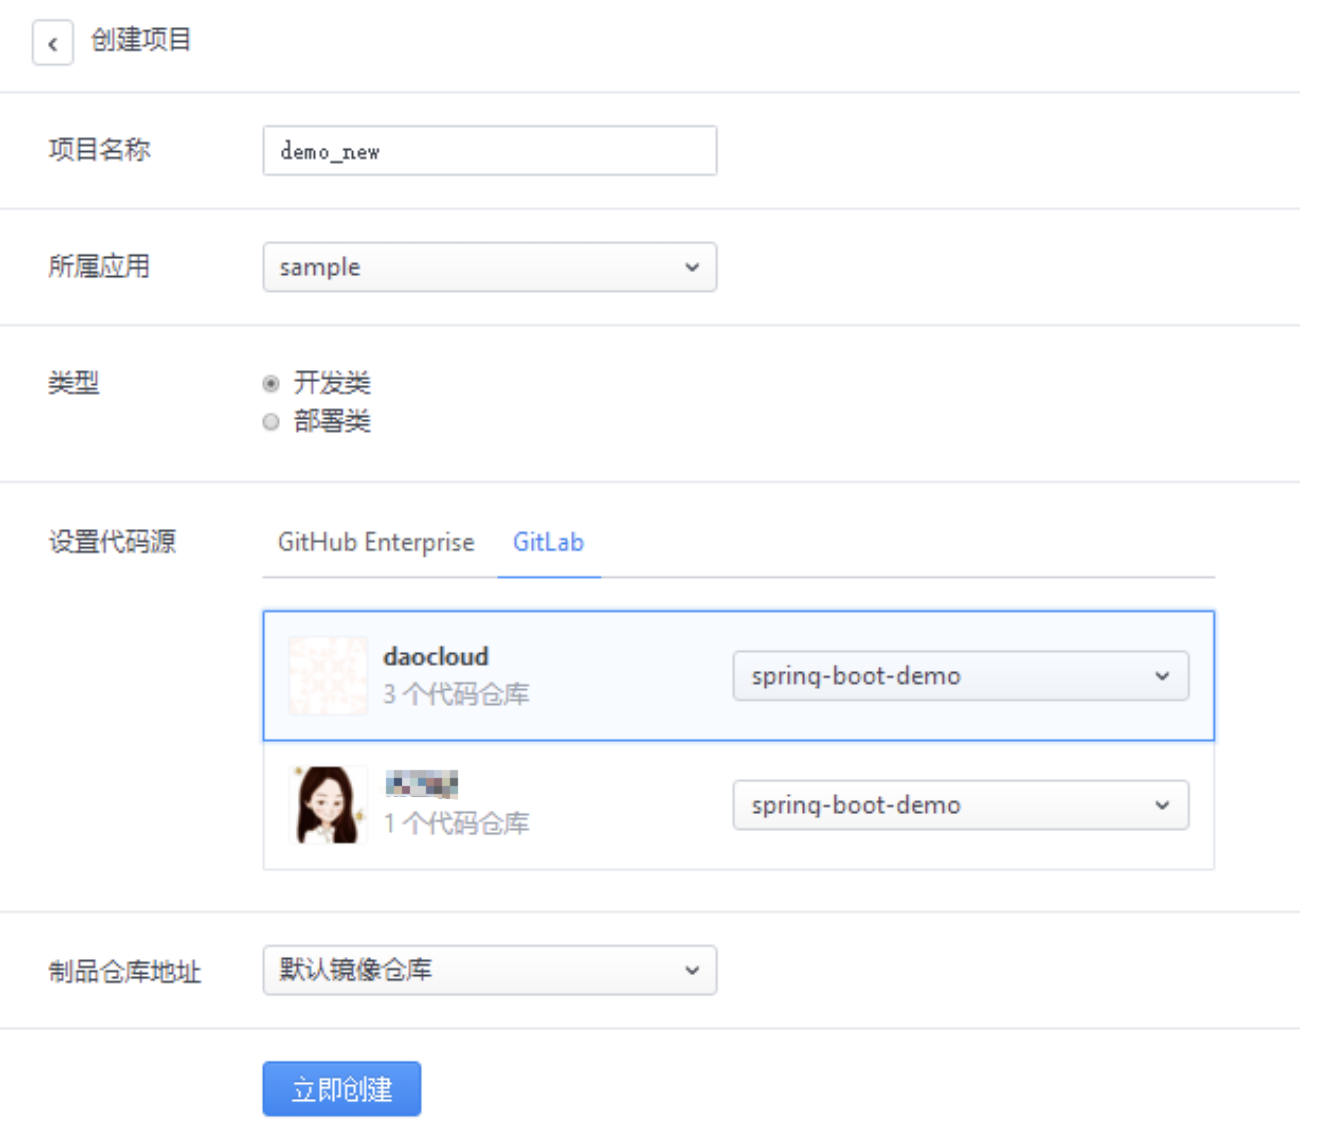 创建项目
项目名称
demo_new
所属应用
sample
类型
开发类
部署类
设置代码源
GitHub Enterprise
GitLab
daocloud
3 个代码仓库
spring-boot-demo
1 个代码仓库
spring-boot-demo
制品仓库地址
默认镜像仓库
立即创建